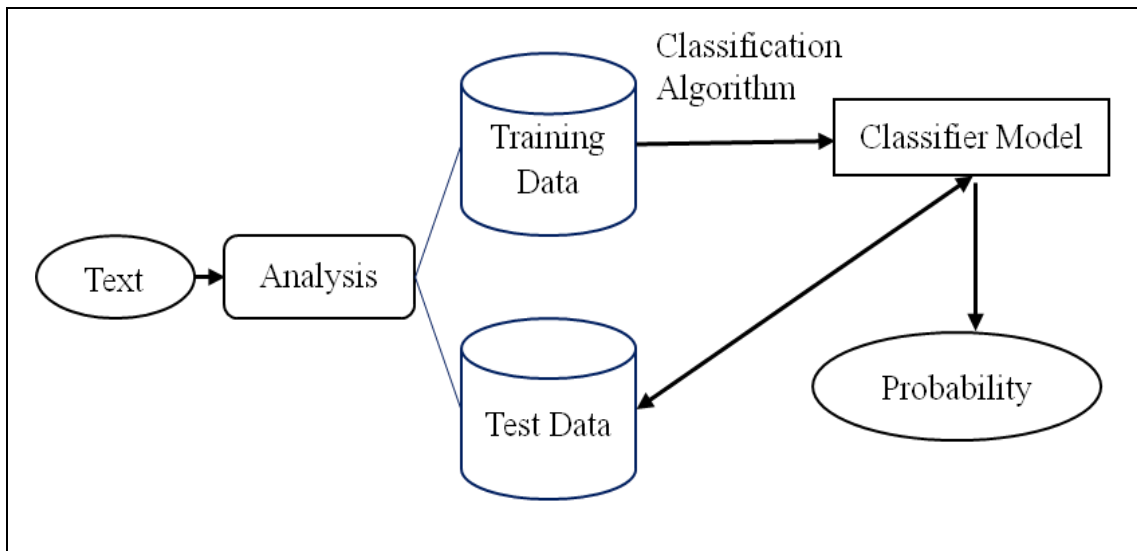 Text
Analysis
Training
Data
Test Data
Classification
Algorithm
Classifier Model
Probability